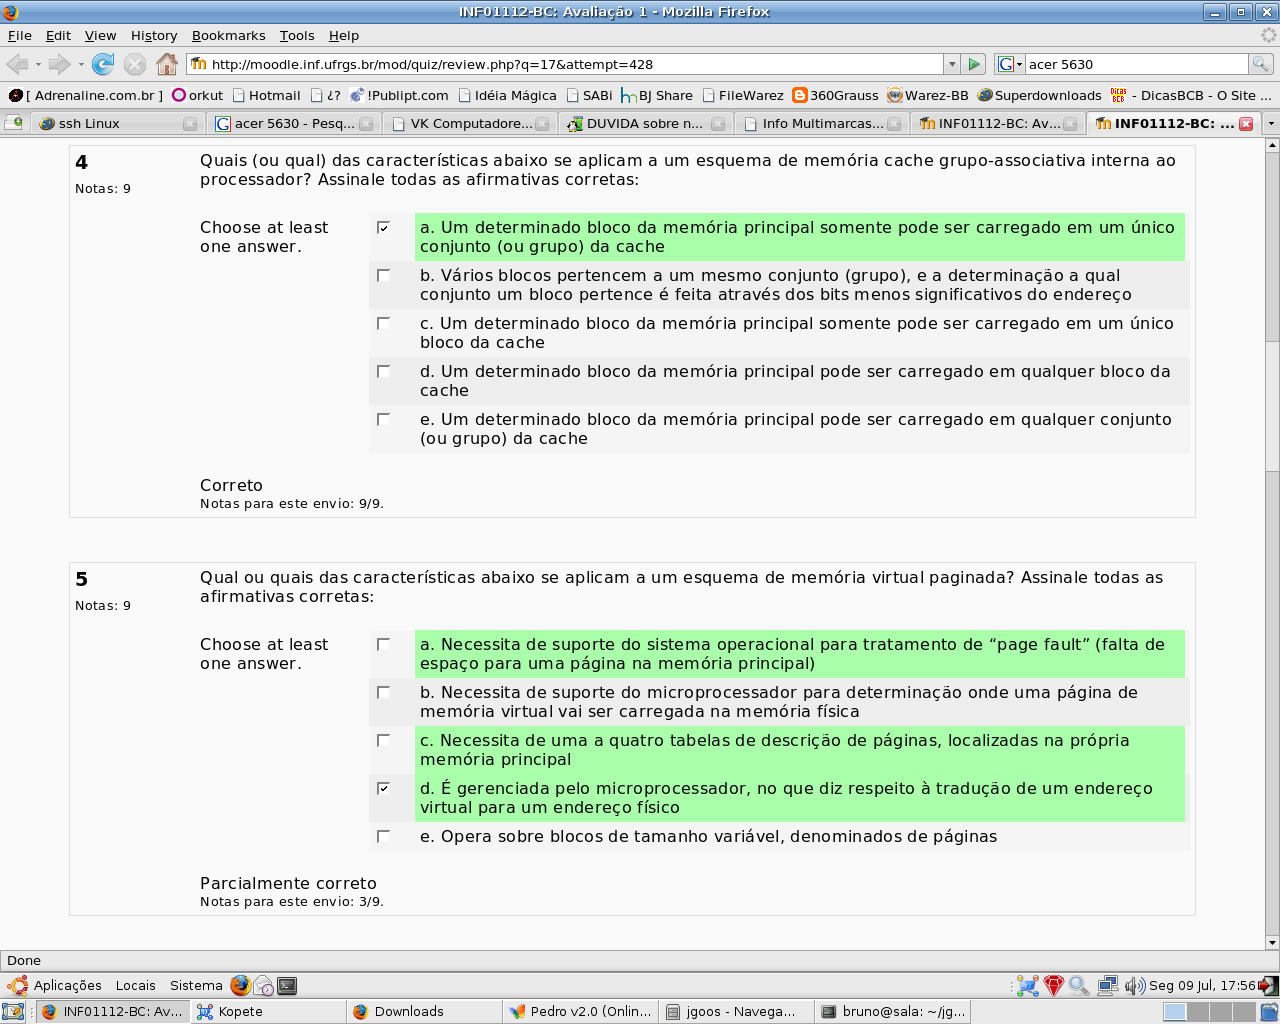 INF01112-BC: Avaliação 1 - Mozilla Firefox
File Edit View History Bookmarks Tools Help
http://moodle.inf.ufrgs.br/mod/quiz/review.php?q=17&attempt=428
acer 5630
[ Adrenaline.com.br ] orkut Hotmail ¿? !Publipt.com Idéia Mágica SABi BJ Share FileWarez 360Grauss Warez-BB Superdownloads - DicasBCB - O Site ...
ssh Linux acer 5630 - Pesq... VK Computadore... DUVIDA sobre n... Info Multimarcas... INF01112-BC: Av... INF01112-BC: ...
4
Notas: 9
Quais (ou qual) das características abaixo se aplicam a um esquema de memória cache grupo-associativa interna ao
processador? Assinale todas as afirmativas corretas:
Choose at least
one answer.
a. Um determinado bloco da memória principal somente pode ser carregado em um único
conjunto (ou grupo) da cache
b. Vários blocos pertencem a um mesmo conjunto (grupo), e a determinação a qual
conjunto um bloco pertence é feita através dos bits menos significativos do endereço
c. Um determinado bloco da memória principal somente pode ser carregado em um único
bloco da cache
d. Um determinado bloco da memória principal pode ser carregado em qualquer bloco da
cache
e. Um determinado bloco da memória principal pode ser carregado em qualquer conjunto
(ou grupo) da cache
Correto
Notas para este envio: 9/9.
5
Notas: 9
Qual ou quais das características abaixo se aplicam a um esquema de memória virtual paginada? Assinale todas as
afirmativas corretas:
Choose at least
one answer.
a. Necessita de suporte do sistema operacional para tratamento de “page fault” (falta de
espaço para uma página na memória principal)
b. Necessita de suporte do microprocessador para determinação onde uma página de
memória virtual vai ser carregada na memória física
c. Necessita de uma a quatro tabelas de descrição de páginas, localizadas na própria
memória principal
d. É gerenciada pelo microprocessador, no que diz respeito à tradução de um endereço
virtual para um endereço físico
e. Opera sobre blocos de tamanho variável, denominados de páginas
Parcialmente correto
Notas para este envio: 3/9.
Done
Aplicações Locais Sistema
Seg 09 Jul, 17:56
INF01112-BC: Av... Kopete Downloads Pedro v2.0 (Onlin... jgoos - Navega... bruno@sala: ~/jg...